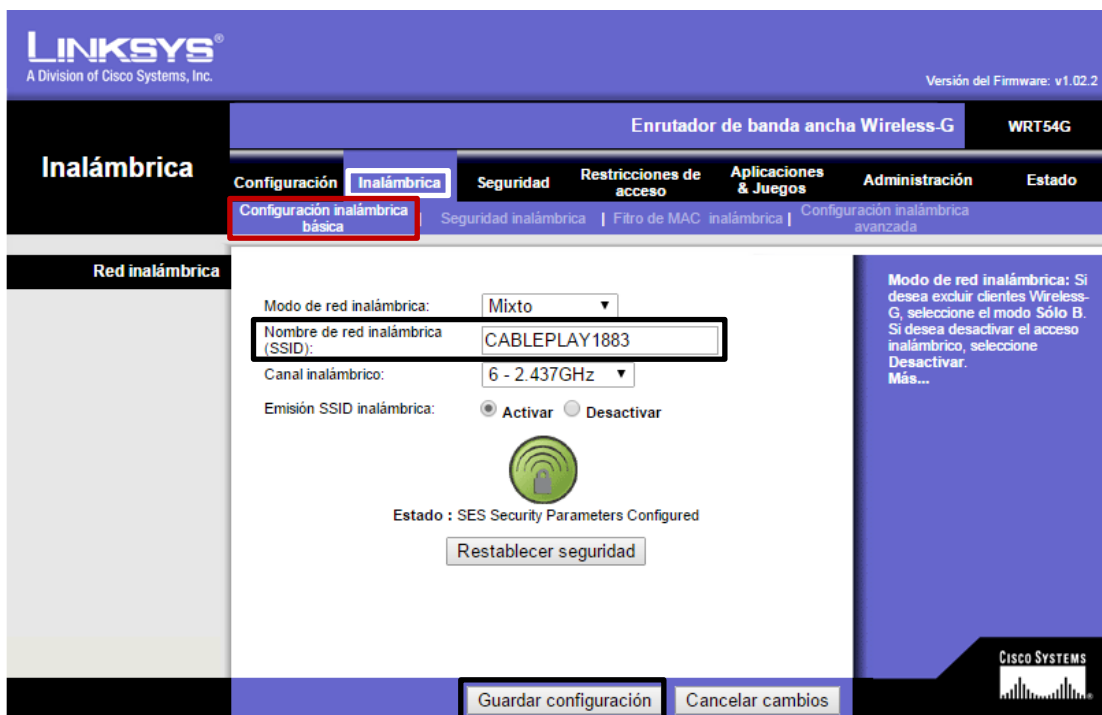 LINKSYS®
A Division of Cisco Systems, Inc.
Versión del Firmware: v1.02.2
Enrutador de banda ancha Wireless-G
WRT54G
Inalámbrica
Configuración
Inalámbrica
Seguridad
Restricciones de
acceso
Aplicaciones
& Juegos
Administración
Estado
Configuración inalámbrica
básica
|
Seguridad inalámbrica
|
Fitro de MAC inalámbrica
|
Configuración inalámbrica
avanzada
Red inalámbrica
Modo de red inalámbrica:
Mixto
Nombre de red inalámbrica
(SSID):
CABLEPLAY1883
Canal inalámbrico:
6 - 2.437GHz
Emisión SSID inalámbrica:
Activar
Desactivar
Estado : SES Security Parameters Configured
Restablecer seguridad
Modo de red inalámbrica: Si
desea excluir clientes Wireless-
G, seleccione el modo Sólo B.
Si desea desactivar el acceso
inalámbrico, seleccione
Desactivar.
Más...
CISCO SYSTEMS
Guardar configuración
Cancelar cambios